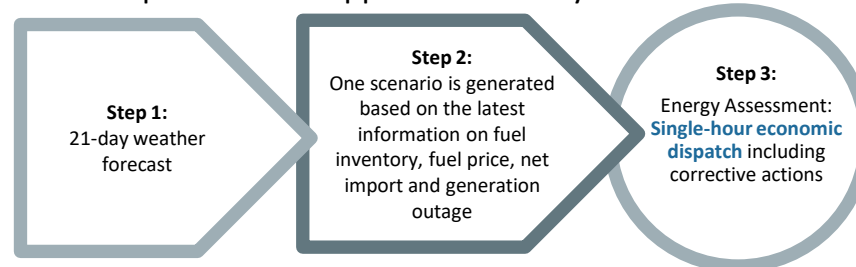 Step 1:
21-day weather
forecast
Step 2:
One scenario is generated
based on the latest
information on fuel
inventory, fuel price, net
import and generation
outage
Step 3:
Energy Assessment:
Single-hour economic
dispatch including
corrective actions